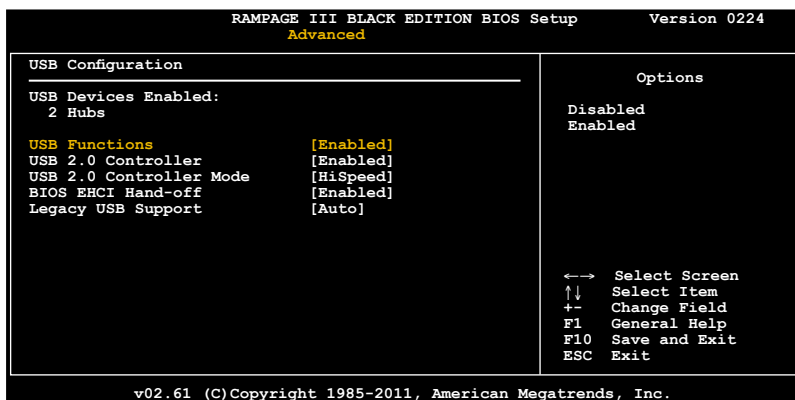 RAMPAGE III BLACK EDITION BIOS Setup Version 0224
Advanced
USB Configuration
USB Devices Enabled:
2 Hubs
USB Functions [Enabled]
USB 2.0 Controller [Enabled]
USB 2.0 Controller Mode [HiSpeed]
BIOS EHCI Hand-off [Enabled]
Legacy USB Support [Auto]
Options
Disabled
Enabled
←→ Select Screen
↑↓ Select Item
+- Change Field
F1 General Help
F10 Save and Exit
ESC Exit
v02.61 (C)Copyright 1985-2011, American Megatrends, Inc.